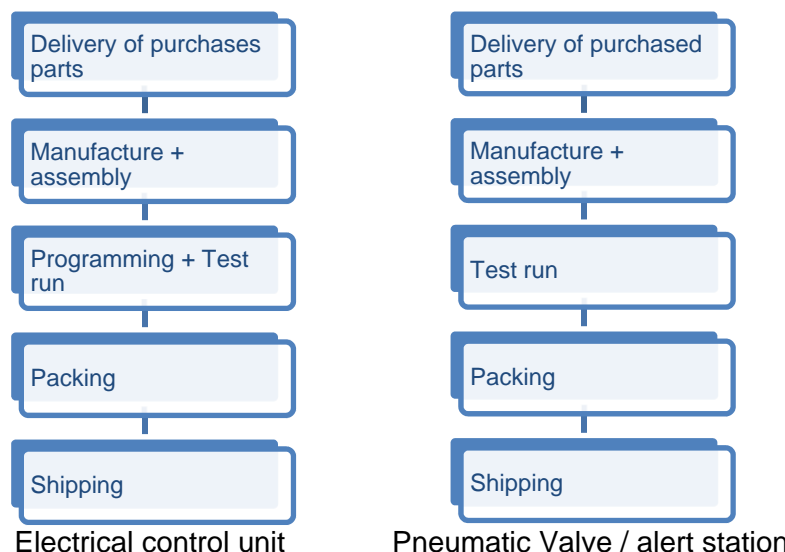 Delivery of purchases
parts
Manufacture +
assembly
Programming + Test
run
Packing
Shipping
Electrical control unit
Delivery of purchased
parts
Manufacture +
assembly
Test run
Packing
Shipping
Pneumatic Valve / alert station